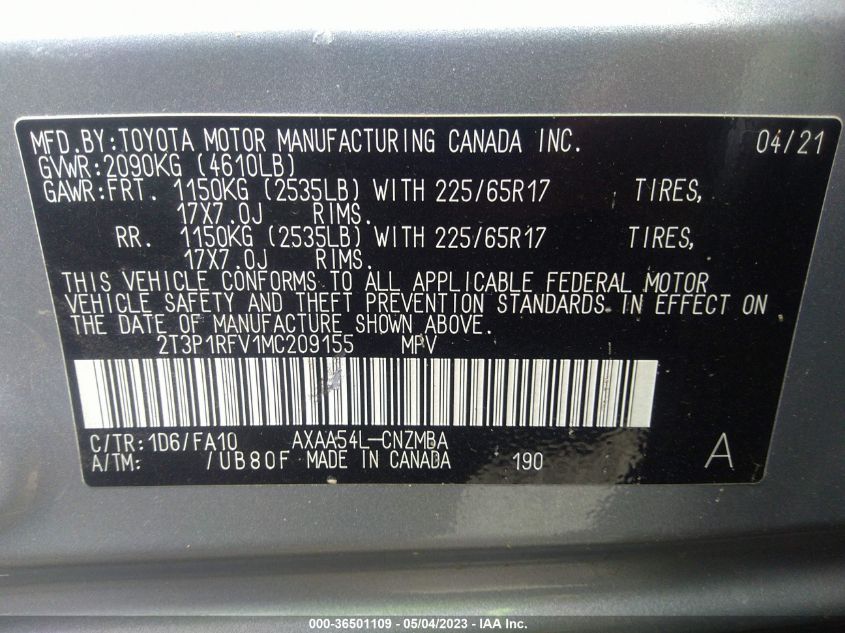 MFD.BY:TOYOTA MOTOR MANUFACTURING CANADA INC. 04/21
GVWR:2090KG (4610LB)
GAWR:FRT. 1150KG (2535LB) WITH 225/65R17 TIRES,
17X7.0J RIMS.
RR. 1150KG (2535LB) WITH 225/65R17 TIRES,
17X7.0J RIMS.
THIS VEHICLE CONFORMS TO ALL APPLICABLE FEDERAL MOTOR
VEHICLE SAFETY AND THEFT PREVENTION STANDARDS IN EFFECT ON
THE DATE OF MANUFACTURE SHOWN ABOVE.
2T3P1RFV1MC209155 MPV
C/TR:1D6/FA10 AXAA54L-CNZMBA
A/TM: /UB80F MADE IN CANADA 190 A
000-36501109 - 05/04/2023 - IAA Inc.